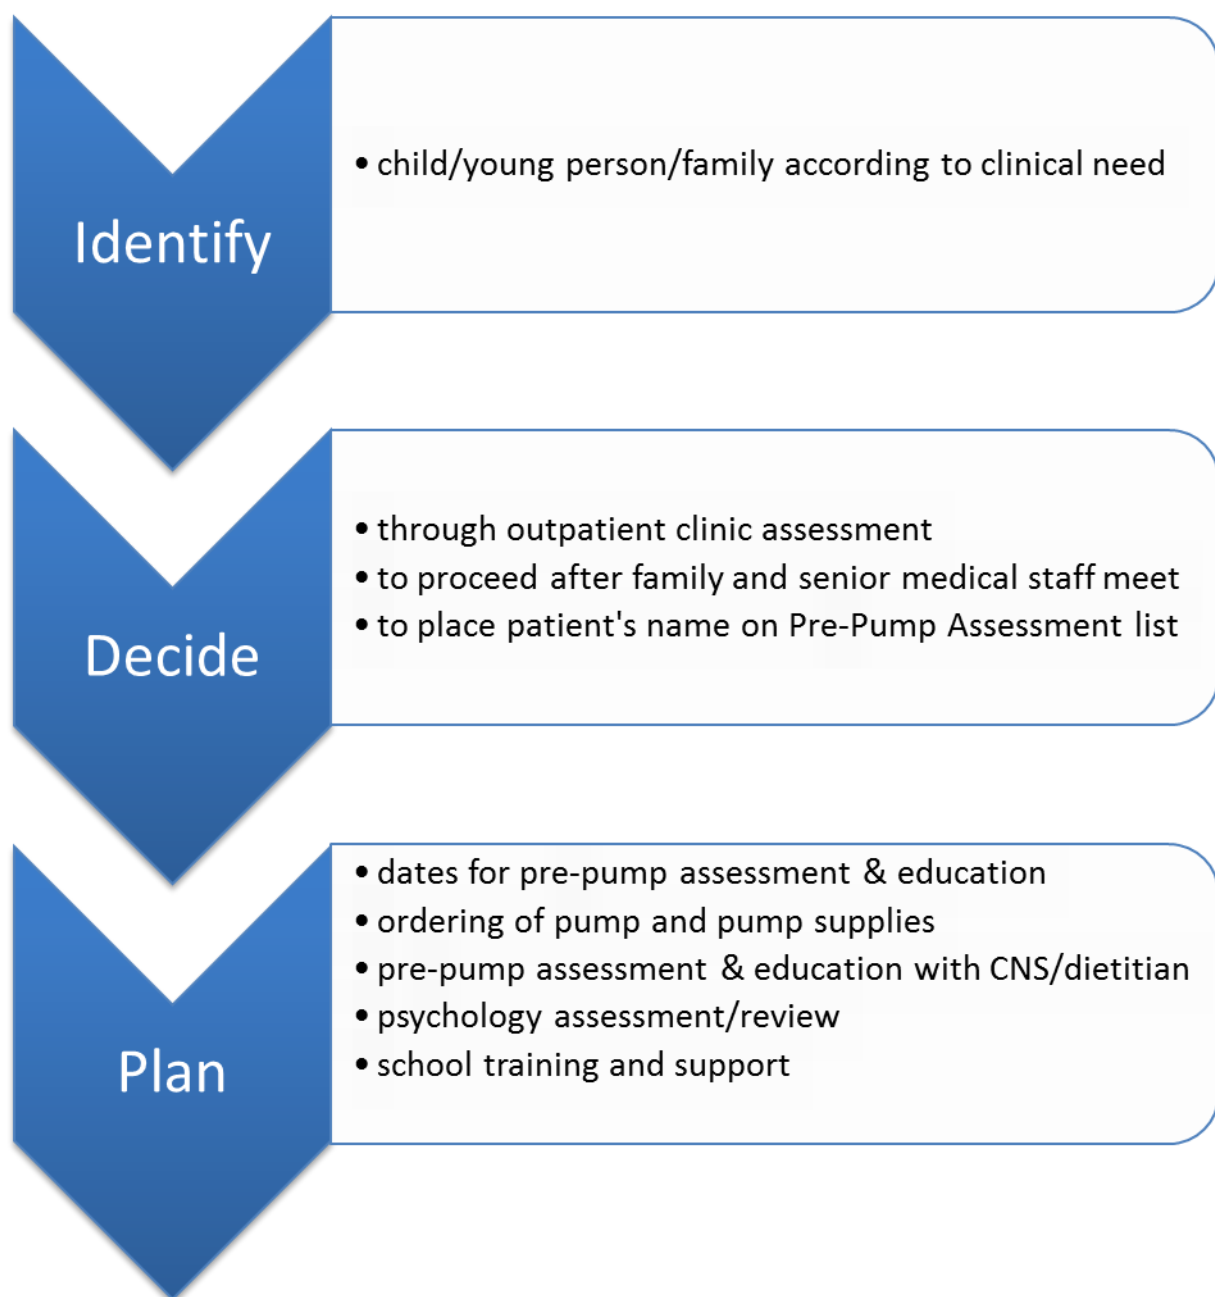 Identify
• child/young person/family according to clinical need
Decide
• through outpatient clinic assessment
• to proceed after family and senior medical staff meet
• to place patient's name on Pre-Pump Assessment list
Plan
• dates for pre-pump assessment & education
• ordering of pump and pump supplies
• pre-pump assessment & education with CNS/dietitian
• psychology assessment/review
• school training and support